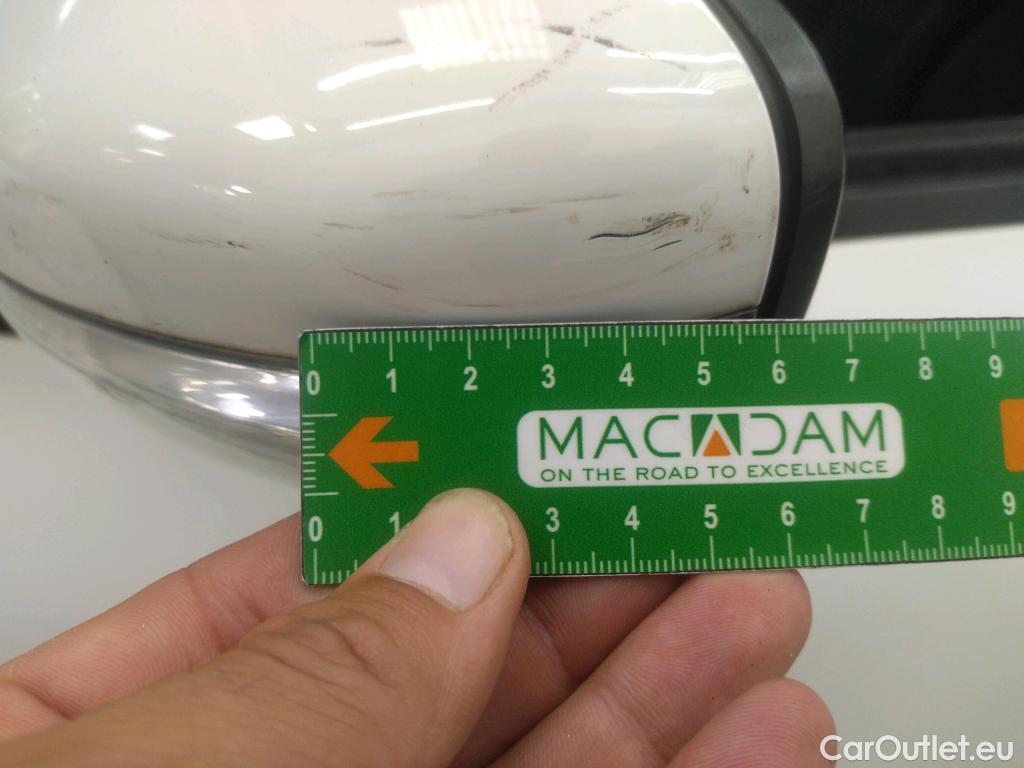 0 1 2 3 4 5 6 7 8 9
MACADAM
ON THE ROAD TO EXCELLENCE
0 1 3 4 5 6 7 8 9
CarOutlet.eu